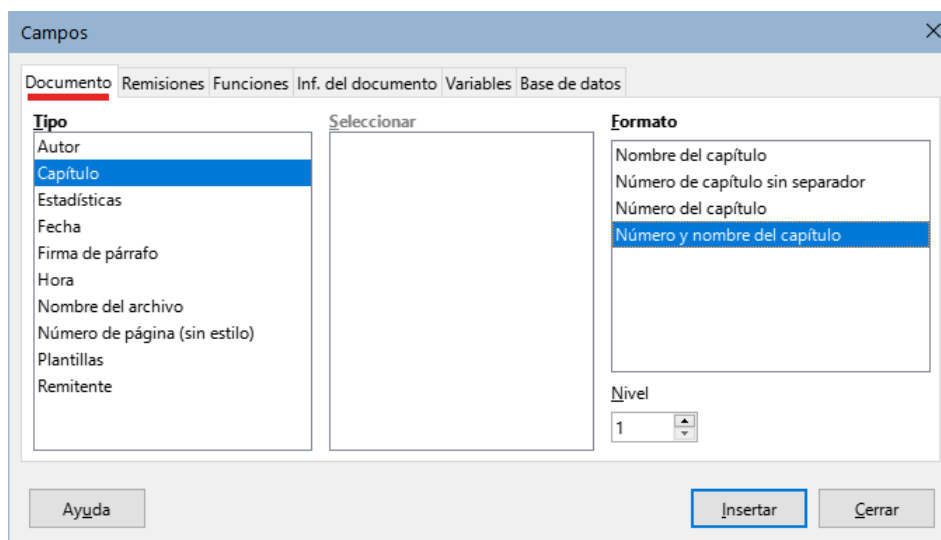 Campos
Documento Remisiones Funciones Inf. del documento Variables Base de datos
Tipo
Autor
Capítulo
Estadísticas
Fecha
Firma de párrafo
Hora
Nombre del archivo
Número de página (sin estilo)
Plantillas
Remitente
Seleccionar
Formato
Nombre del capítulo
Número de capítulo sin separador
Número del capítulo
Número y nombre del capítulo
Nivel
1
Ayuda
Insertar
Cerrar